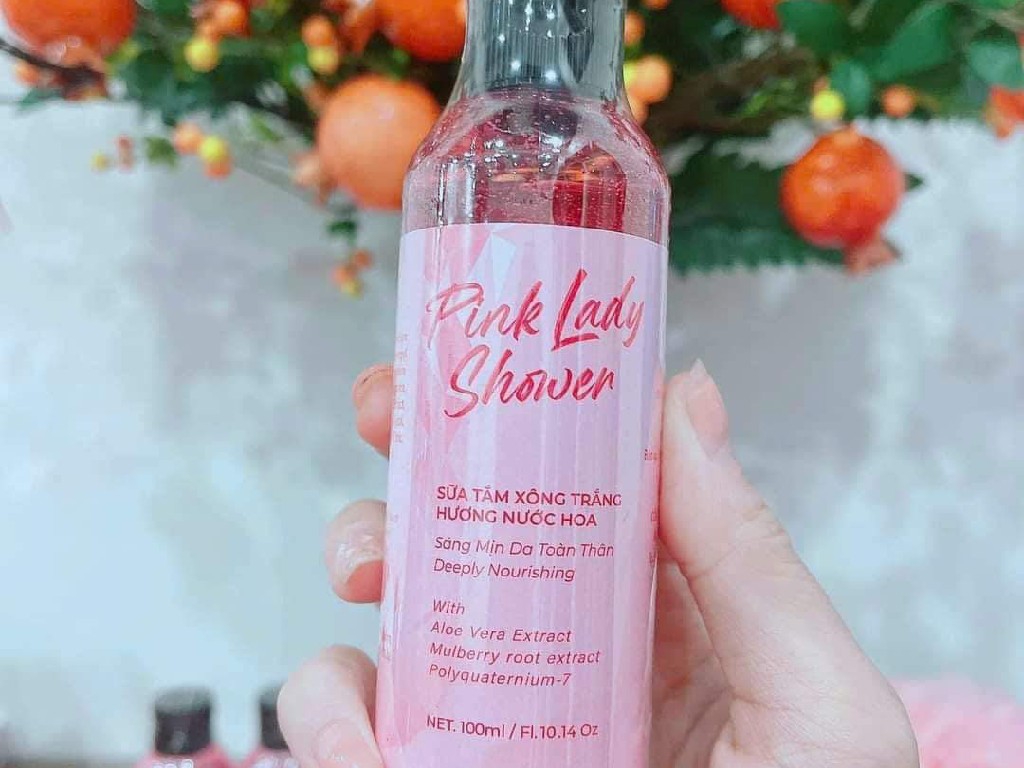 Pink Lady
Shower
SỮA TẮM XÔNG TRẮNG
HƯƠNG NƯỚC HOA
Sáng Mịn Da Toàn Thân
Deeply Nourishing
With
Aloe Vera Extract
Mulberry root extract
Polyquaternium-7
NET. 100ml / Fl.10.14 Oz